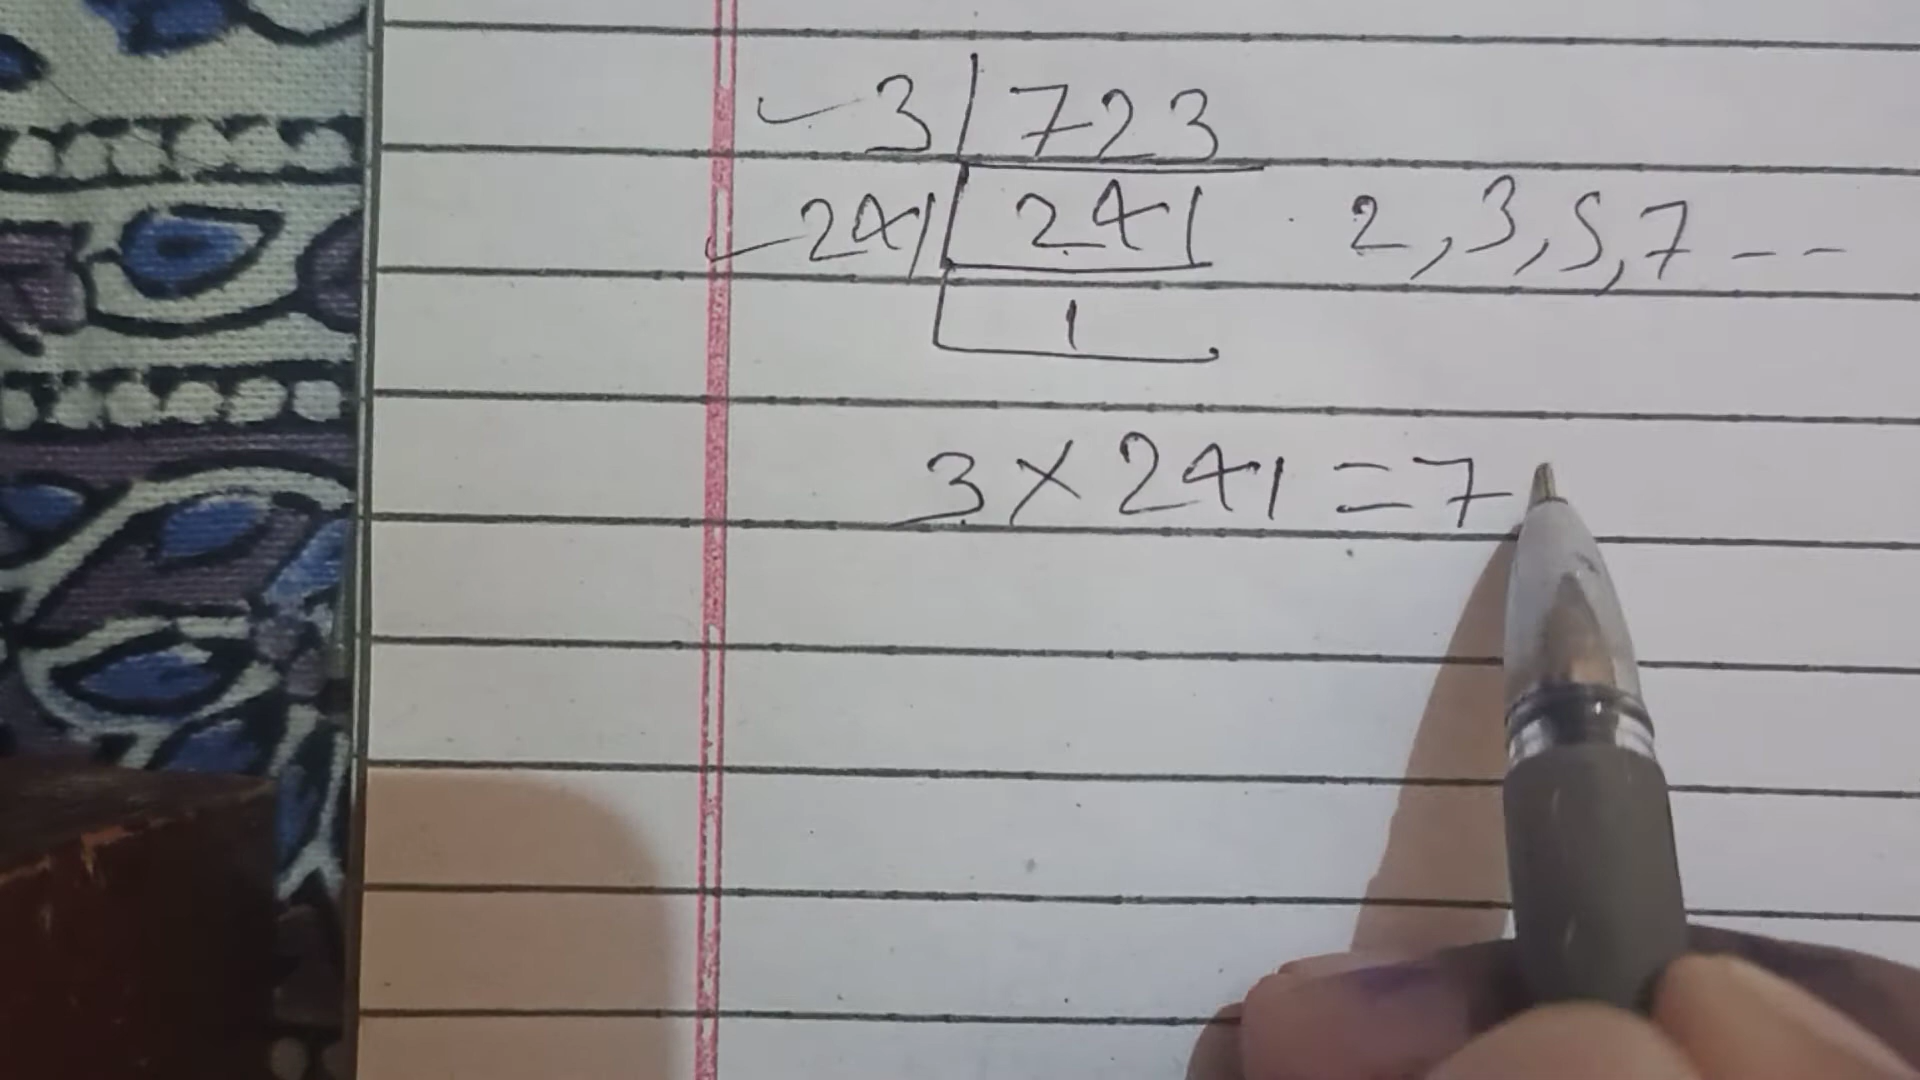 3 | 723
241 | 241 2, 3, 5, 7 --
1
3 × 241 = 7